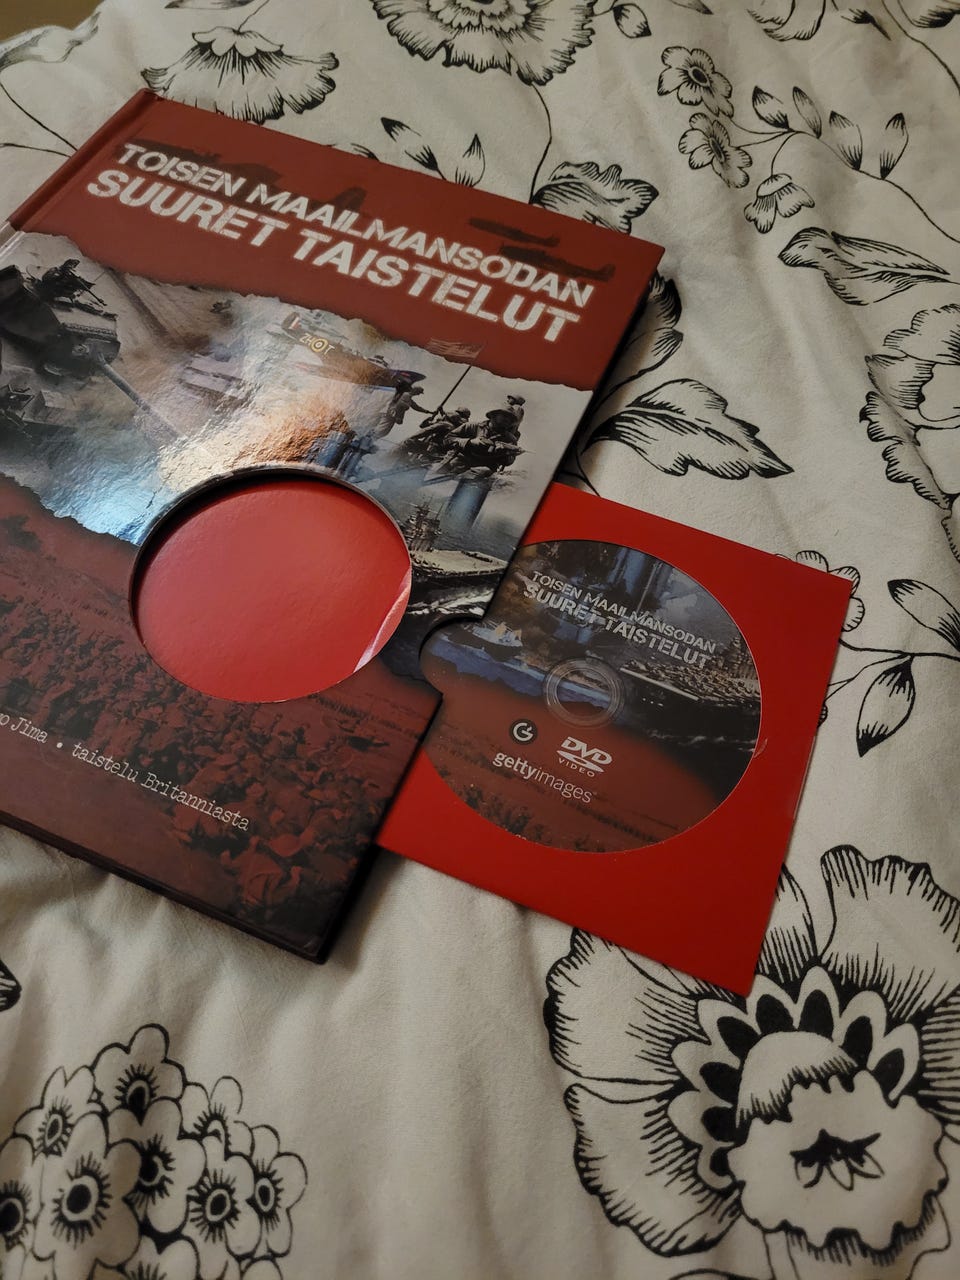 TOISEN MAAILMANSODAN
SUURET TAISTELUT
Jima • taistelu Britanniasta
TOISEN MAAILMANSODAN
SUURET TAISTELUT
DVD
VIDEO
gettyimages